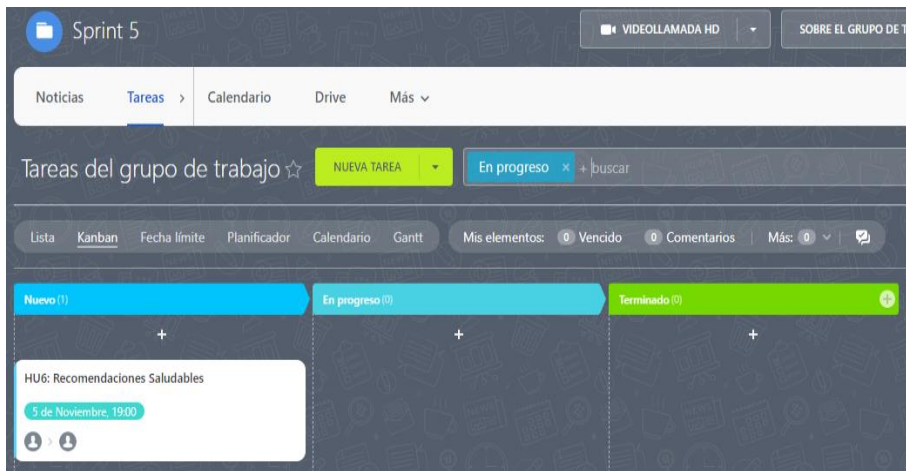 Sprint 5
VIDEOLLAMADA HD
SOBRE EL GRUPO DE T
Noticias Tareas > Calendario Drive Más
Tareas del grupo de trabajo
NUEVA TAREA
En progreso × + buscar
Lista Kanban Fecha límite Planificador Calendario Gantt
Mis elementos: 0 Vencido 0 Comentarios Más: 0
Nuevo (1) En progreso (0) Terminado (0)
+ + +
HU6: Recomendaciones Saludables
5 de Noviembre, 19:00